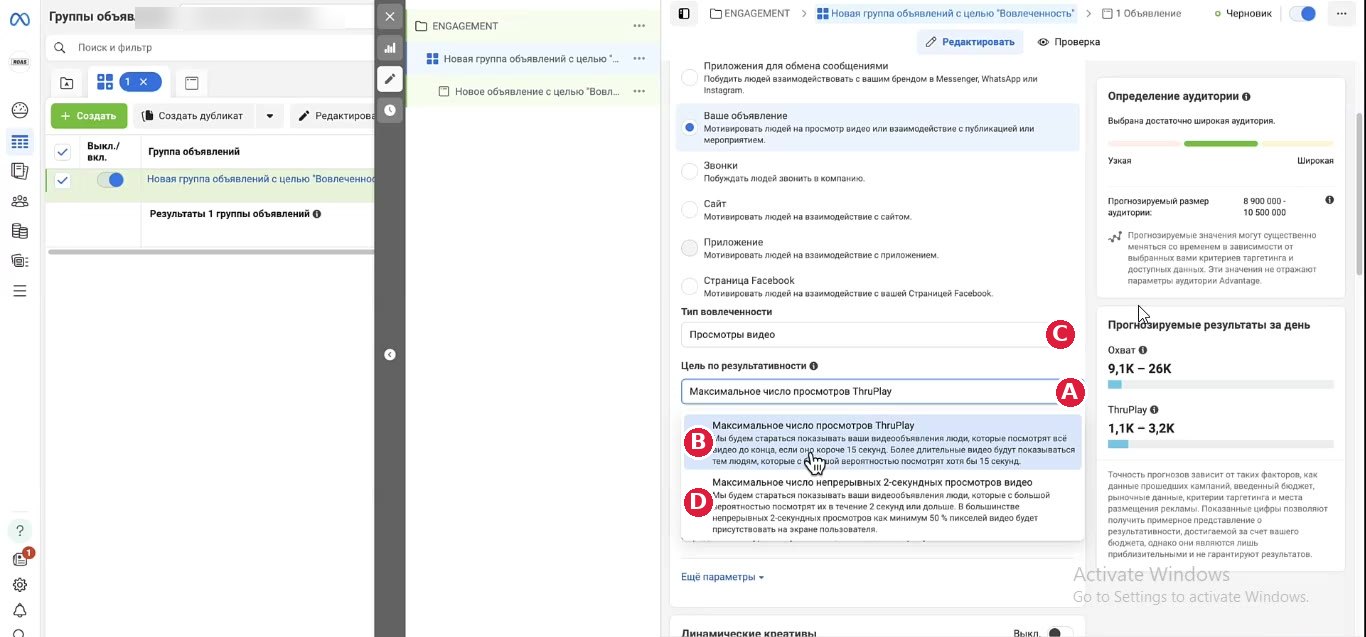 Группы объяв
ROAS
Поиск и фильтр
1 ×
+ Создать
Создать дубликат
Редактирова
Выкл./
вкл.
Группа объявлений
Новая группа объявлений с целью "Вовлеченнос
Результаты 1 группы объявлений
?
1
ENGAGEMENT
Новая группа объявлений с целью "...
Новое объявление с целью "Вовл...
ENGAGEMENT
Новая группа объявлений с целью "Вовлеченность"
1 Объявление
Черновик
Редактировать
Проверка
Приложения для обмена сообщениями
Побудить людей взаимодействовать с вашим брендом в Messenger, WhatsApp или
Instagram.
Ваше объявление
Мотивировать людей на просмотр видео или взаимодействие с публикацией или
мероприятием.
Звонки
Побуждать людей звонить в компанию.
Сайт
Мотивировать людей на взаимодействие с сайтом.
Приложение
Мотивировать людей на взаимодействие с приложением.
Страница Facebook
Мотивировать людей на взаимодействие с вашей Страницей Facebook.
Тип вовлеченности
Просмотры видео
C
Цель по результативности
Максимальное число просмотров ThruPlay
A
B
Максимальное число просмотров ThruPlay
Мы будем стараться показывать ваши видеообъявления люди, которые посмотрят всё
видео до конца, если оно короче 15 секунд. Более длительные видео будут показываться
тем людям, которые с большой вероятностью посмотрят хотя бы 15 секунд.
D
Максимальное число непрерывных 2-секундных просмотров видео
Мы будем стараться показывать ваши видеообъявления люди, которые с большой
вероятностью посмотрят их в течение 2 секунд или дольше. В большинстве
непрерывных 2-секундных просмотров как минимум 50 % пикселей видео будет
присутствовать на экране пользователя.
Ещё параметры
Динамические креативы
Выкл.
Определение аудитории
Выбрана достаточно широкая аудитория.
Узкая
Широкая
Прогнозируемый размер
аудитории:
8 900 000 -
10 500 000
Прогнозируемые значения могут существенно
меняться со временем в зависимости от
выбранных вами критериев таргетинга и
доступных данных. Эти значения не отражают
параметры аудитории Advantage.
Прогнозируемые результаты за день
Охват
9,1K – 26K
ThruPlay
1,1K – 3,2K
Точность прогнозов зависит от таких факторов, как
данные прошедших кампаний, введенный бюджет,
рыночные данные, критерии таргетинга и места
размещения рекламы. Показанные цифры позволяют
получить примерное представление о
результативности, достигаемой за счет вашего
бюджета, однако они являются лишь
приблизительными и не гарантируют результатов.
Activate Windows
Go to Settings to activate Windows.